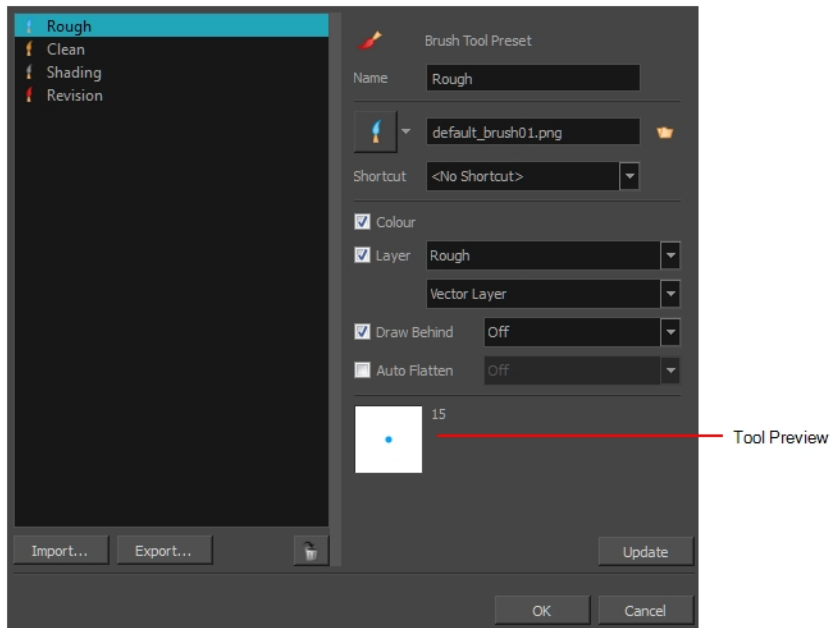 Rough
Clean
Shading
Revision
Import...
Export...
Brush Tool Preset
Name
Rough
default_brush01.png
Shortcut
<No Shortcut>
Colour
Layer
Rough
Vector Layer
Draw Behind
Off
Auto Flatten
Off
15
Tool Preview
Update
OK
Cancel